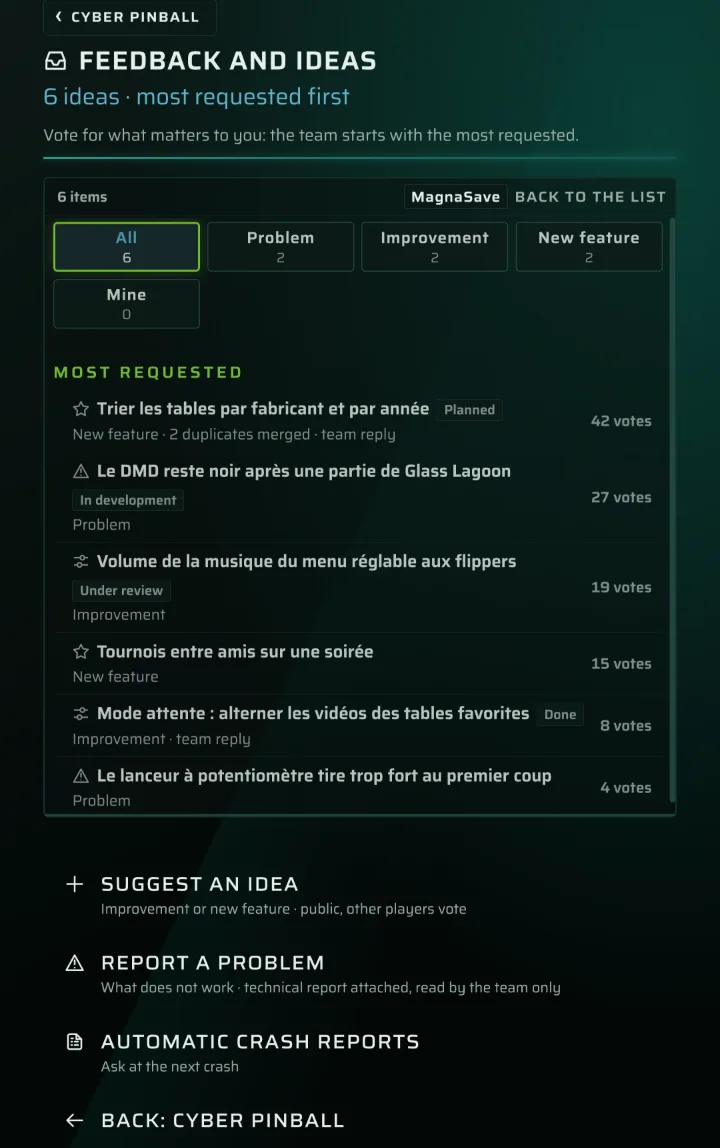 ‹ CYBER PINBALL
FEEDBACK AND IDEAS
6 ideas · most requested first
Vote for what matters to you: the team starts with the most requested.
6 items
MagnaSave BACK TO THE LIST
All
6
Problem
2
Improvement
2
New feature
2
Mine
0
MOST REQUESTED
Trier les tables par fabricant et par année Planned
New feature · 2 duplicates merged · team reply
42 votes
Le DMD reste noir après une partie de Glass Lagoon
In development
Problem
27 votes
Volume de la musique du menu réglable aux flippers
Under review
Improvement
19 votes
Tournois entre amis sur une soirée
New feature
15 votes
Mode attente : alterner les vidéos des tables favorites Done
Improvement · team reply
8 votes
Le lanceur à potentiomètre tire trop fort au premier coup
Problem
4 votes
SUGGEST AN IDEA
Improvement or new feature · public, other players vote
REPORT A PROBLEM
What does not work · technical report attached, read by the team only
AUTOMATIC CRASH REPORTS
Ask at the next crash
BACK: CYBER PINBALL